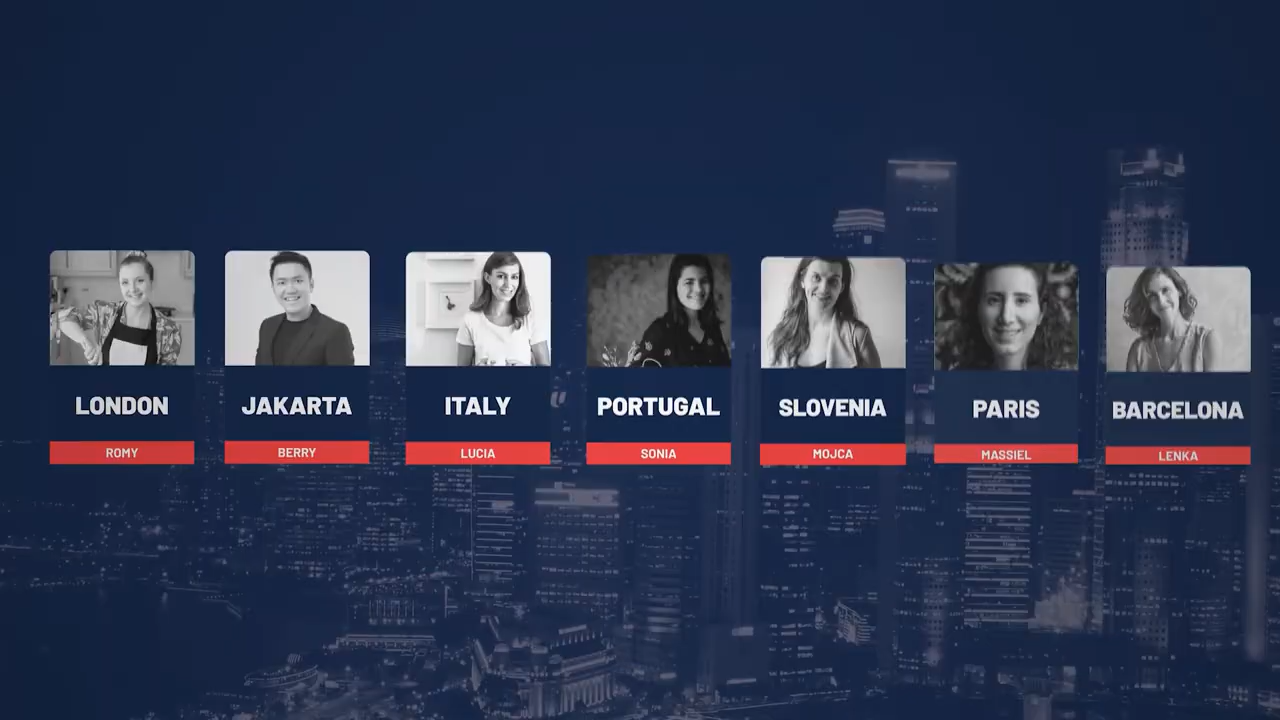 LONDON
ROMY
JAKARTA
BERRY
ITALY
LUCIA
PORTUGAL
SONIA
SLOVENIA
MOJCA
PARIS
MASSIEL
BARCELONA
LENKA